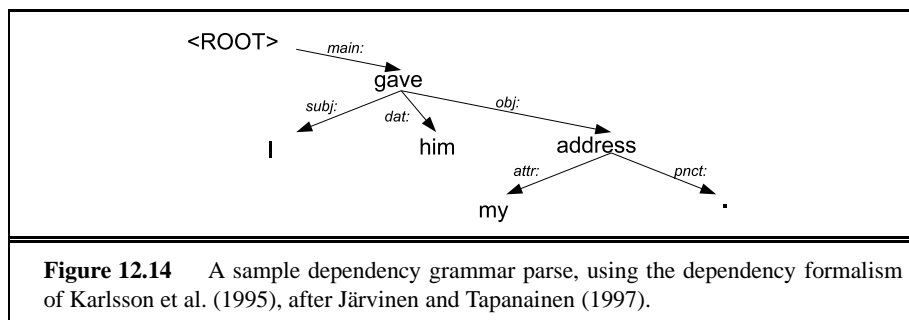 <ROOT>
main:
gave
subj:
dat:
obj:
I
him
address
attr:
pnct:
my
.
Figure 12.14 A sample dependency grammar parse, using the dependency formalism
of Karlsson et al. (1995), after Järvinen and Tapanainen (1997).